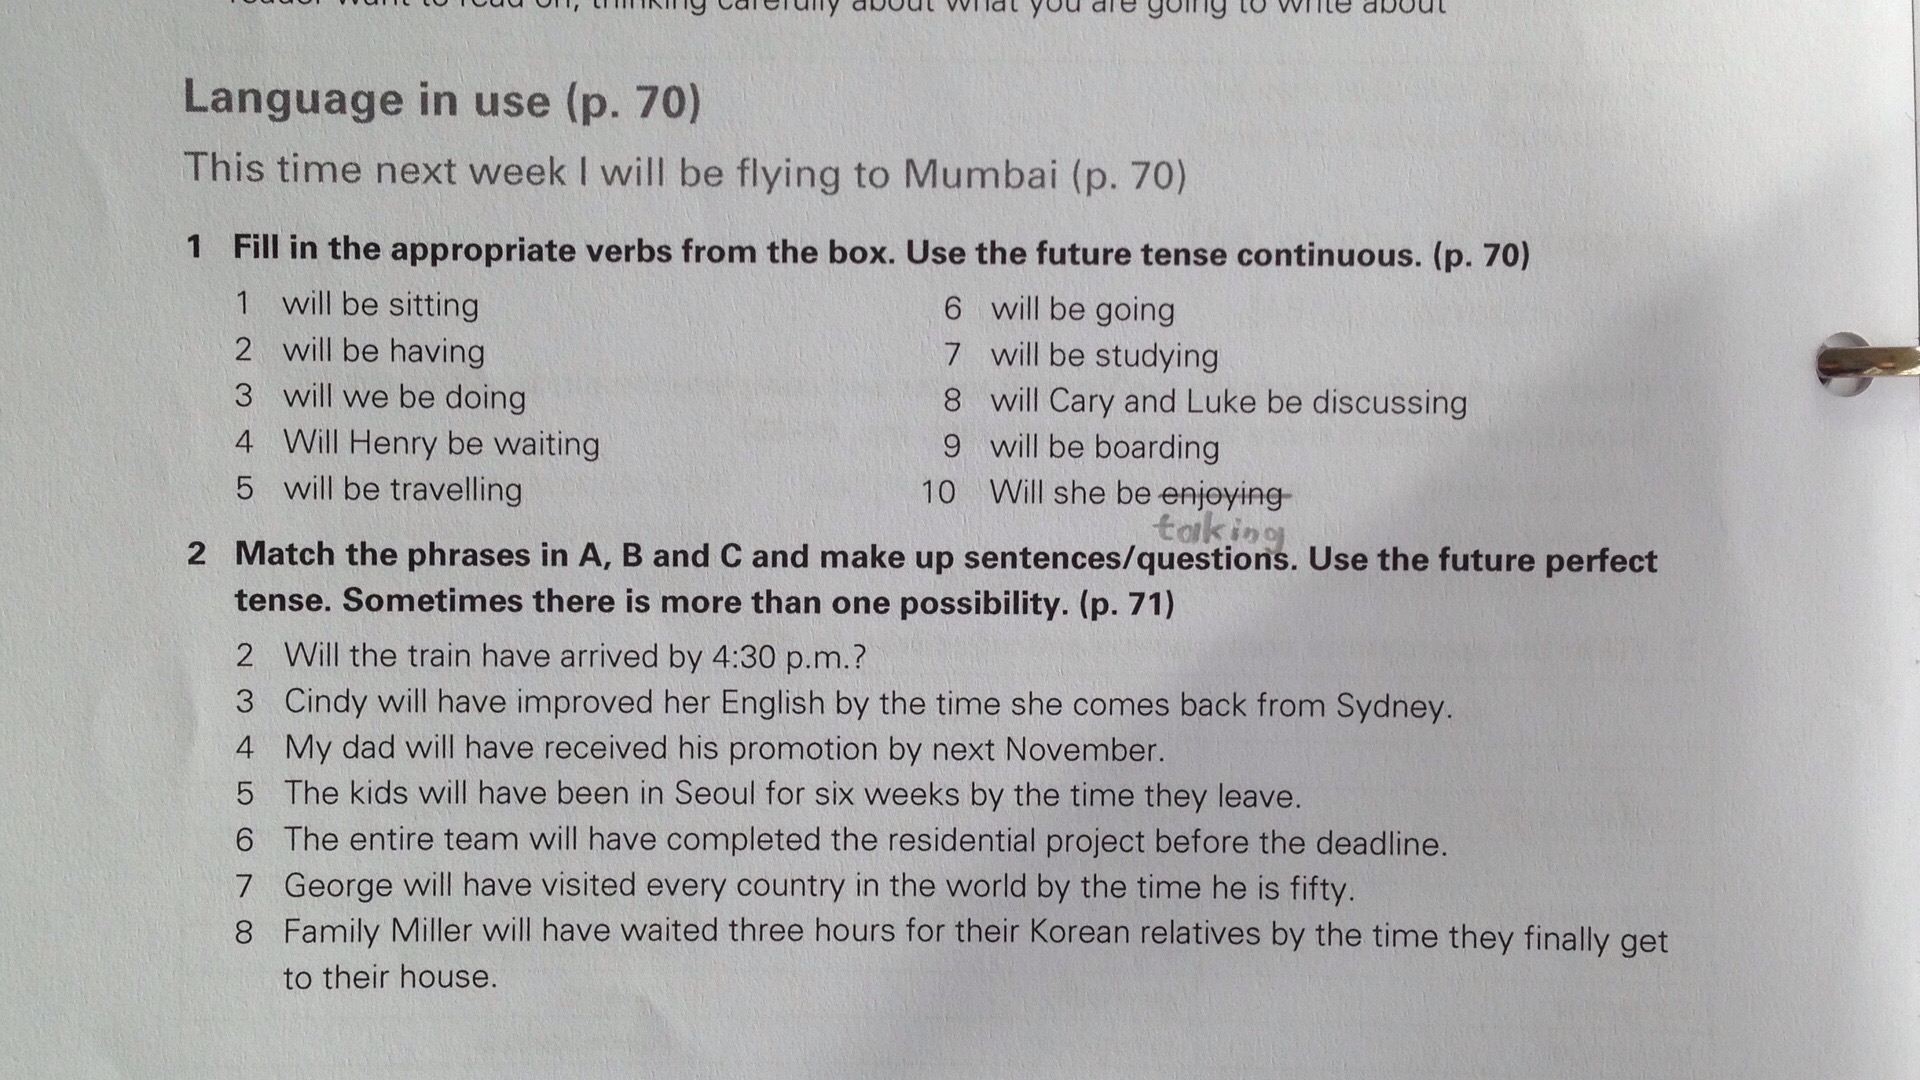 reader want to read on, thinking carefully about what you are going to write about
Language in use (p. 70)
This time next week I will be flying to Mumbai (p. 70)
1 Fill in the appropriate verbs from the box. Use the future tense continuous. (p. 70)
1 will be sitting
2 will be having
3 will we be doing
4 Will Henry be waiting
5 will be travelling
6 will be going
7 will be studying
8 will Cary and Luke be discussing
9 will be boarding
10 Will she be enjoying
taking
2 Match the phrases in A, B and C and make up sentences/questions. Use the future perfect
tense. Sometimes there is more than one possibility. (p. 71)
2 Will the train have arrived by 4:30 p.m.?
3 Cindy will have improved her English by the time she comes back from Sydney.
4 My dad will have received his promotion by next November.
5 The kids will have been in Seoul for six weeks by the time they leave.
6 The entire team will have completed the residential project before the deadline.
7 George will have visited every country in the world by the time he is fifty.
8 Family Miller will have waited three hours for their Korean relatives by the time they finally get
to their house.